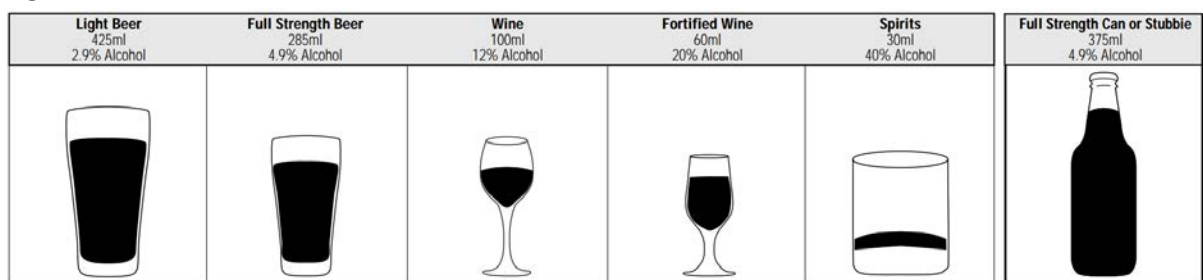 Light Beer
425ml
2.9% Alcohol
Full Strength Beer
285ml
4.9% Alcohol
Wine
100ml
12% Alcohol
Fortified Wine
60ml
20% Alcohol
Spirits
30ml
40% Alcohol
Full Strength Can or Stubbie
375ml
4.9% Alcohol